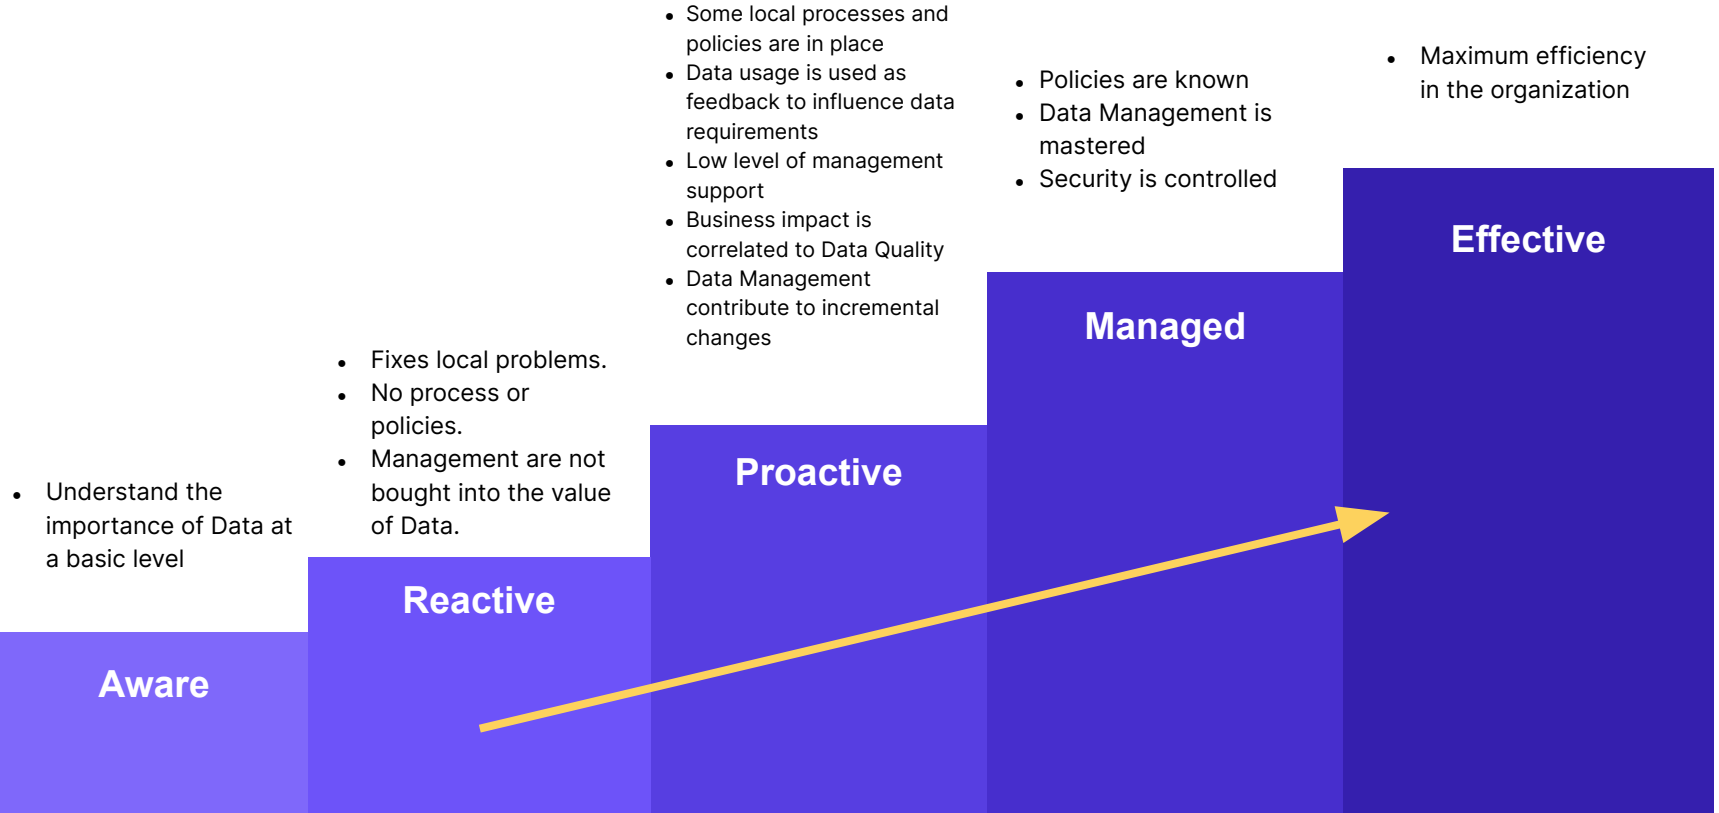 • Understand the
importance of Data at
a basic level
Aware
• Fixes local problems.
• No process or
policies.
• Management are not
bought into the value
of Data.
Reactive
• Some local processes and
policies are in place
• Data usage is used as
feedback to influence data
requirements
• Low level of management
support
• Business impact is
correlated to Data Quality
• Data Management
contribute to incremental
changes
Proactive
• Policies are known
• Data Management is
mastered
• Security is controlled
Managed
• Maximum efficiency
in the organization
Effective